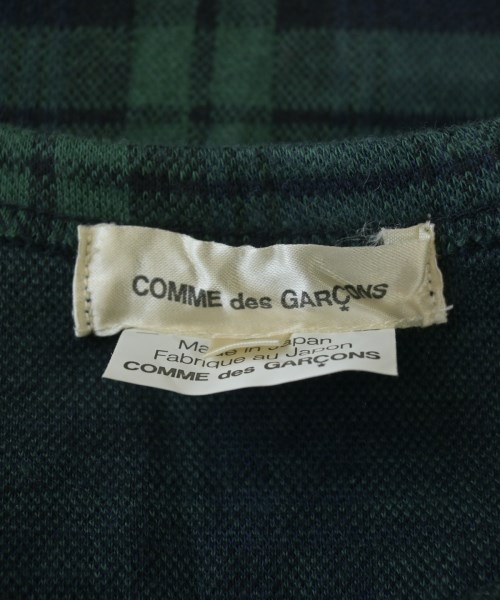 COMME des GARÇONS
Made in Japan
Fabrique au Japon
COMME des GARÇONS